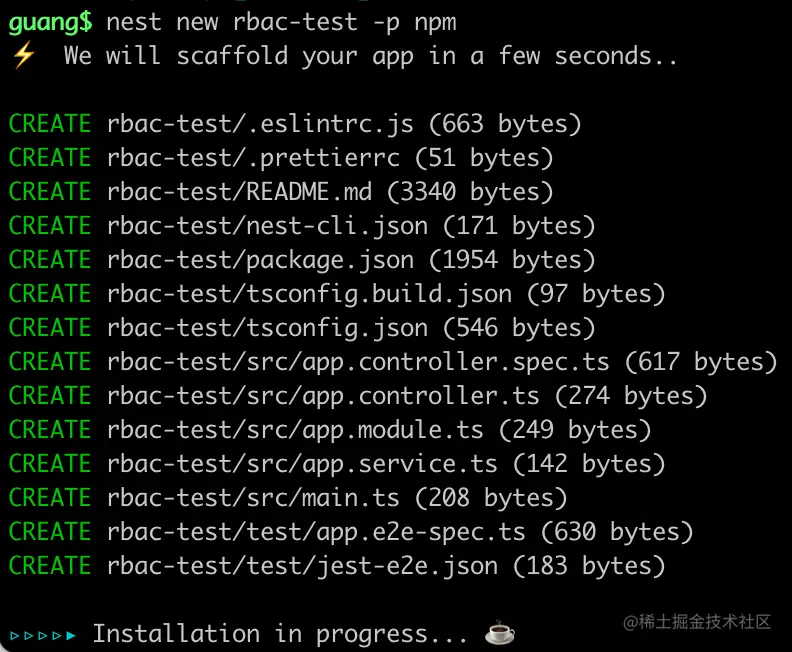 guang$ nest new rbac-test -p npm
⚡ We will scaffold your app in a few seconds..
CREATE rbac-test/.eslintrc.js (663 bytes)
CREATE rbac-test/.prettierrc (51 bytes)
CREATE rbac-test/README.md (3340 bytes)
CREATE rbac-test/nest-cli.json (171 bytes)
CREATE rbac-test/package.json (1954 bytes)
CREATE rbac-test/tsconfig.build.json (97 bytes)
CREATE rbac-test/tsconfig.json (546 bytes)
CREATE rbac-test/src/app.controller.spec.ts (617 bytes)
CREATE rbac-test/src/app.controller.ts (274 bytes)
CREATE rbac-test/src/app.module.ts (249 bytes)
CREATE rbac-test/src/app.service.ts (142 bytes)
CREATE rbac-test/src/main.ts (208 bytes)
CREATE rbac-test/test/app.e2e-spec.ts (630 bytes)
CREATE rbac-test/test/jest-e2e.json (183 bytes)
▹▹▹▹▸ Installation in progress... ☕
@稀土掘金技术社区